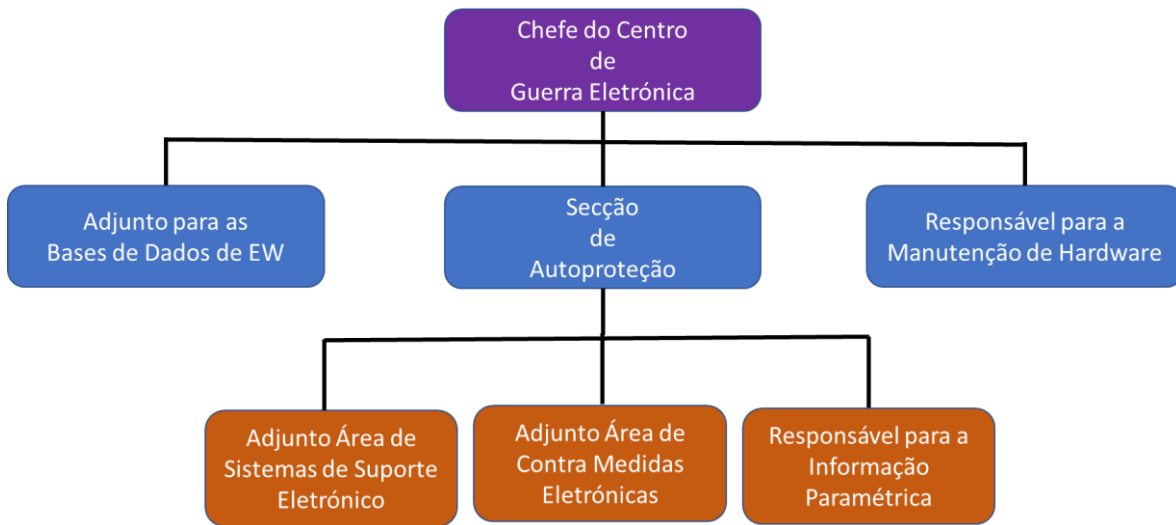 Chefe do Centro
de
Guerra Eletrónica
Adjunto para as
Bases de Dados de EW
Secção
de
Autoproteção
Responsável para a
Manutenção de Hardware
Adjunto Área de
Sistemas de Suporte
Eletrónico
Adjunto Área de
Contra Medidas
Eletrónicas
Responsável para a
Informação
Paramétrica